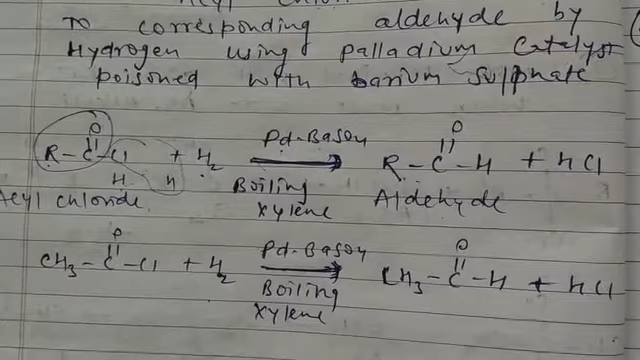 To corresponding aldehyde by
Hydrogen using palladium Catalyst
poisoned with barium sulphate
R-C-Cl + H2 Pd-BaSO4 R-C-H + HCl
O O
H H
Boiling
Xylene
Acyl chloride Aldehyde
CH3-C-Cl + H2 Pd-BaSO4 CH3-C-H + HCl
O O
Boiling
Xylene